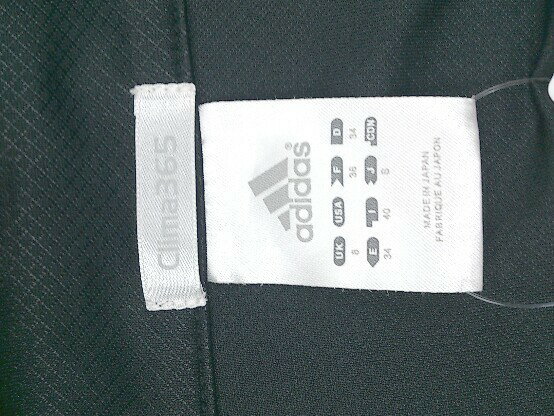 Clima365
adidas®
UK USA F D
8 36 34
E I J CDN
34 40 S
MADE IN JAPAN
FABRIQUE AU JAPON